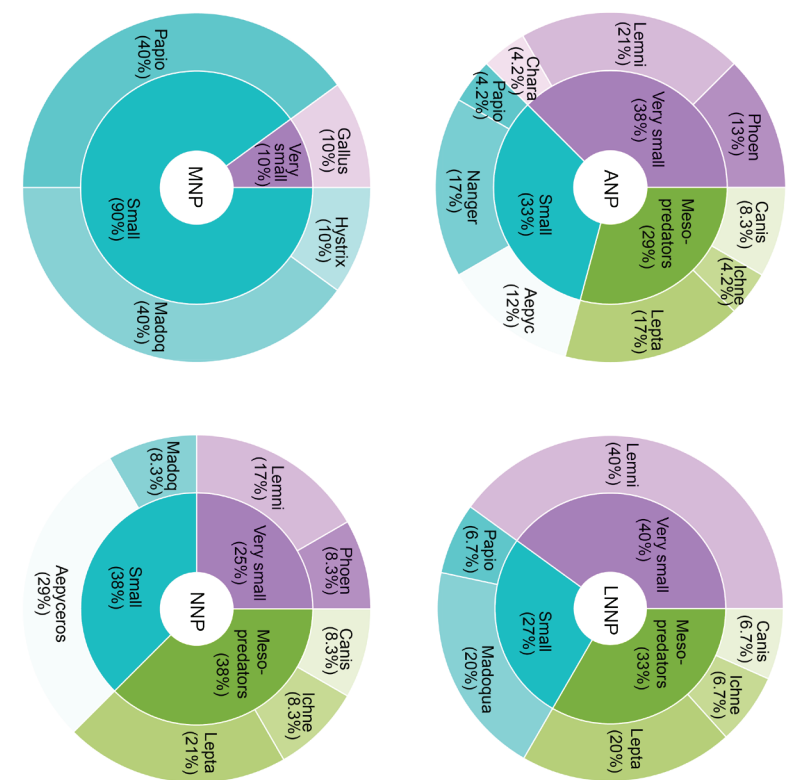 Phoen
(13%)
Canis
(8.3%)
Ichne
(4.2%)
Lemni
(21%)
Very small
(38%)
Meso-
predators
(29%)
Lepta
(17%)
ANP
Chara
(4.2%)
Papio
(4.2%)
Small
(33%)
Nanger
(17%)
Aepyc
(12%)
Canis
(6.7%)
Ichne
(6.7%)
Lemni
(40%)
Very small
(40%)
Meso-
predators
(33%)
Lepta
(20%)
LNNP
Small
(27%)
Papio
(6.7%)
Madoqua
(20%)
Gallus
(10%)
Hystrix
(10%)
Very
small
(10%)
MNP
Papio
(40%)
Small
(90%)
Madoq
(40%)
Phoen
(8.3%)
Canis
(8.3%)
Ichne
(8.3%)
Lemni
(17%)
Very small
(25%)
Meso-
predators
(38%)
Lepta
(21%)
NNP
Madoq
(8.3%)
Small
(38%)
Aepyceros
(29%)